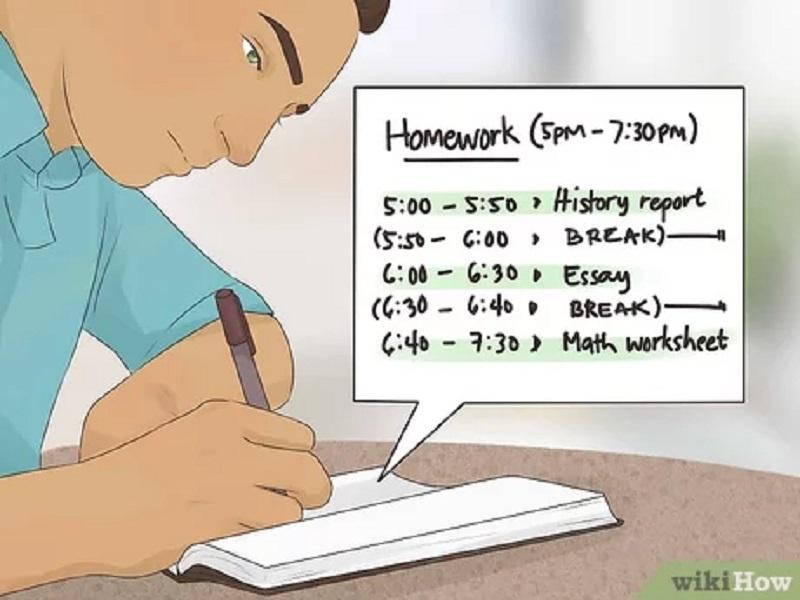 Homework (5PM - 7:30PM)
5:00 - 5:50 > History report
(5:50 - 6:00 > BREAK)
6:00 - 6:30 > Essay
(6:30 - 6:40 > BREAK)
6:40 - 7:30 > Math worksheet
wikiHow